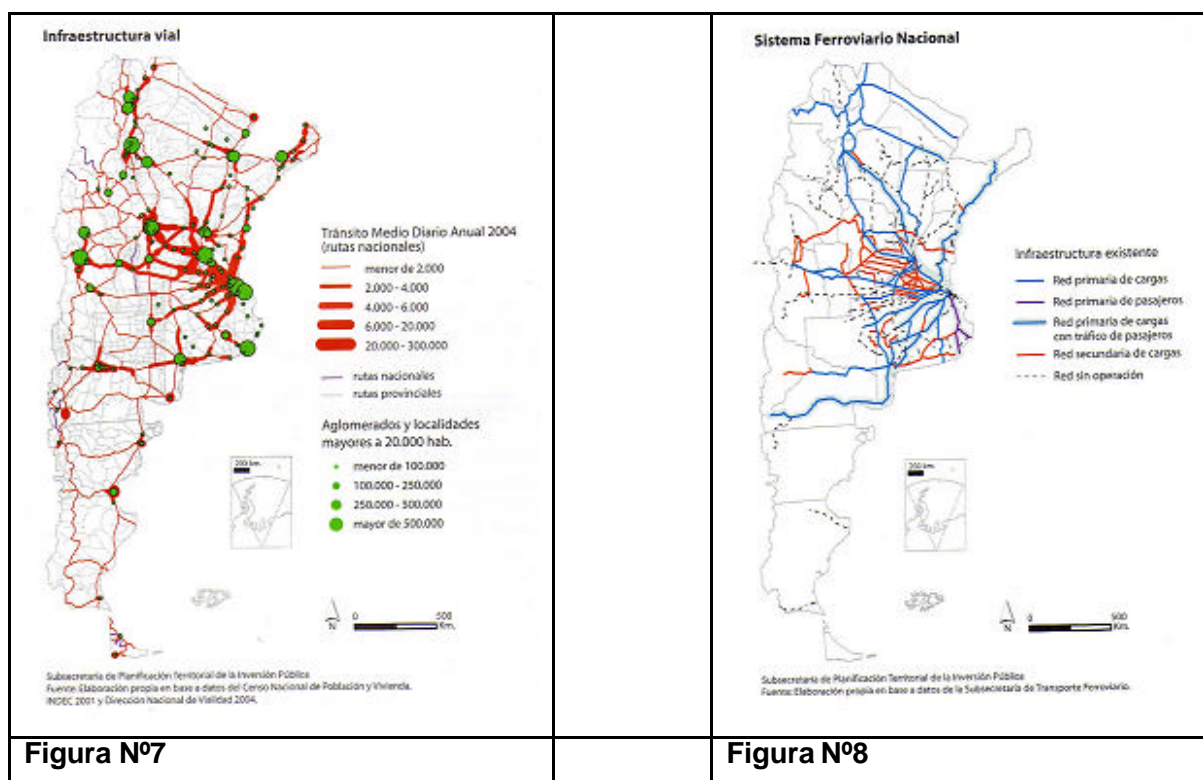 Infraestructura vial
Tránsito Medio Diario Anual 2004
(rutas nacionales)
menor de 2.000
2.000 - 4.000
4.000 - 6.000
6.000 - 20.000
20.000 - 300.000
rutas nacionales
rutas provinciales
Aglomerados y localidades
mayores a 20.000 hab.
menor de 100.000
100.000 - 250.000
250.000 - 500.000
mayor de 500.000
200 km.
N
0 500
Km.
Subsecretaría de Planificación Territorial de la Inversión Pública
Fuente: Elaboración propia en base a datos del Censo Nacional de Población y Vivienda.
INDEC 2001 y Dirección Nacional de Vialidad 2004.
Figura Nº7
Sistema Ferroviario Nacional
Infraestructura existente
Red primaria de cargas
Red primaria de pasajeros
Red primaria de cargas
con tráfico de pasajeros
Red secundaria de cargas
Red sin operación
200 km.
N
0 500
Km.
Subsecretaría de Planificación Territorial de la Inversión Pública
Fuente: Elaboración propia en base a datos de la Subsecretaría de Transporte Ferroviario.
Figura Nº8